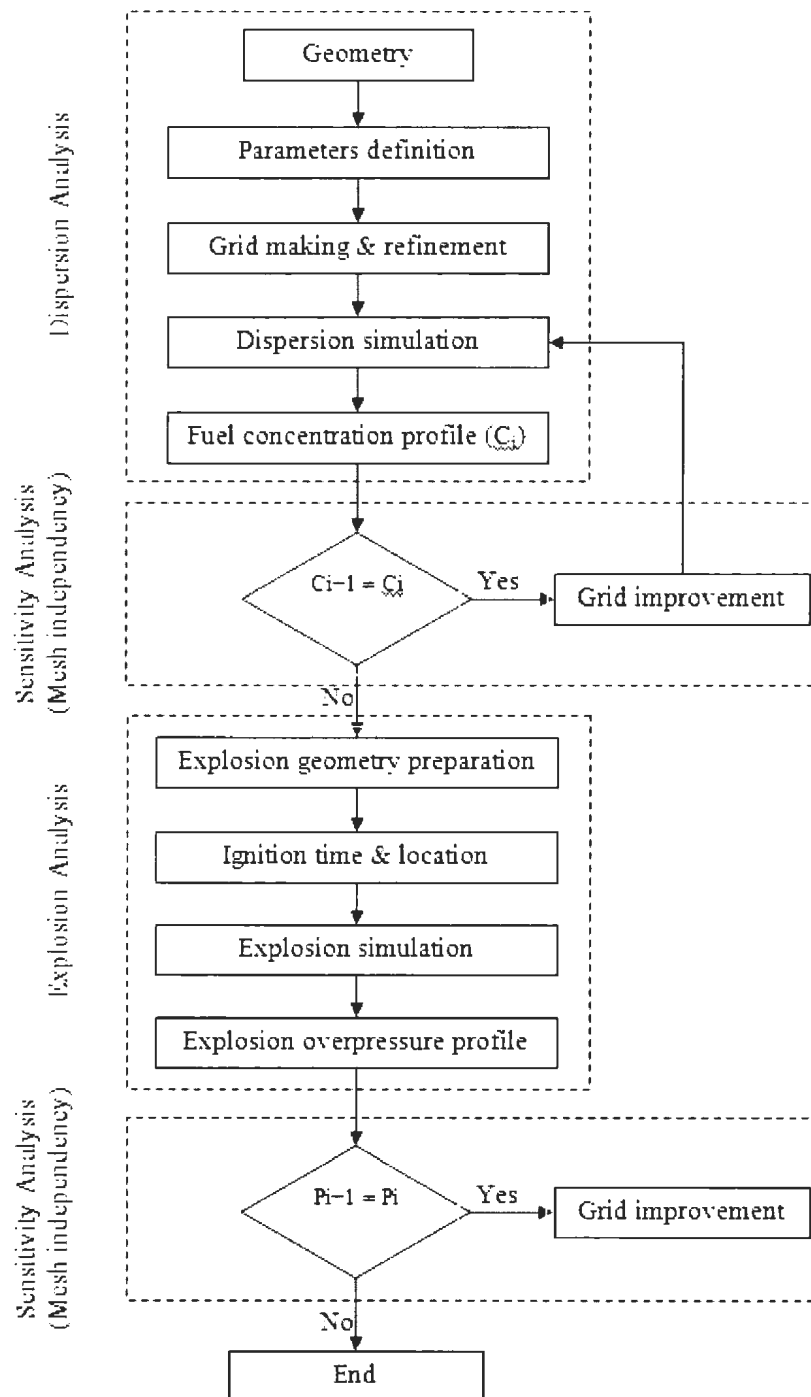 Geometry
Parameters definition
Grid making & refinement
Dispersion simulation
Fuel concentration profile (Ci)
Dispersion Analysis
Ci-1 = Ci
Yes
Grid improvement
No
Sensitivity Analysis
(Mesh independency)
Explosion geometry preparation
Ignition time & location
Explosion simulation
Explosion overpressure profile
Explosion Analysis
Pi-1 = Pi
Yes
Grid improvement
No
Sensitivity Analysis
(Mesh independency)
End